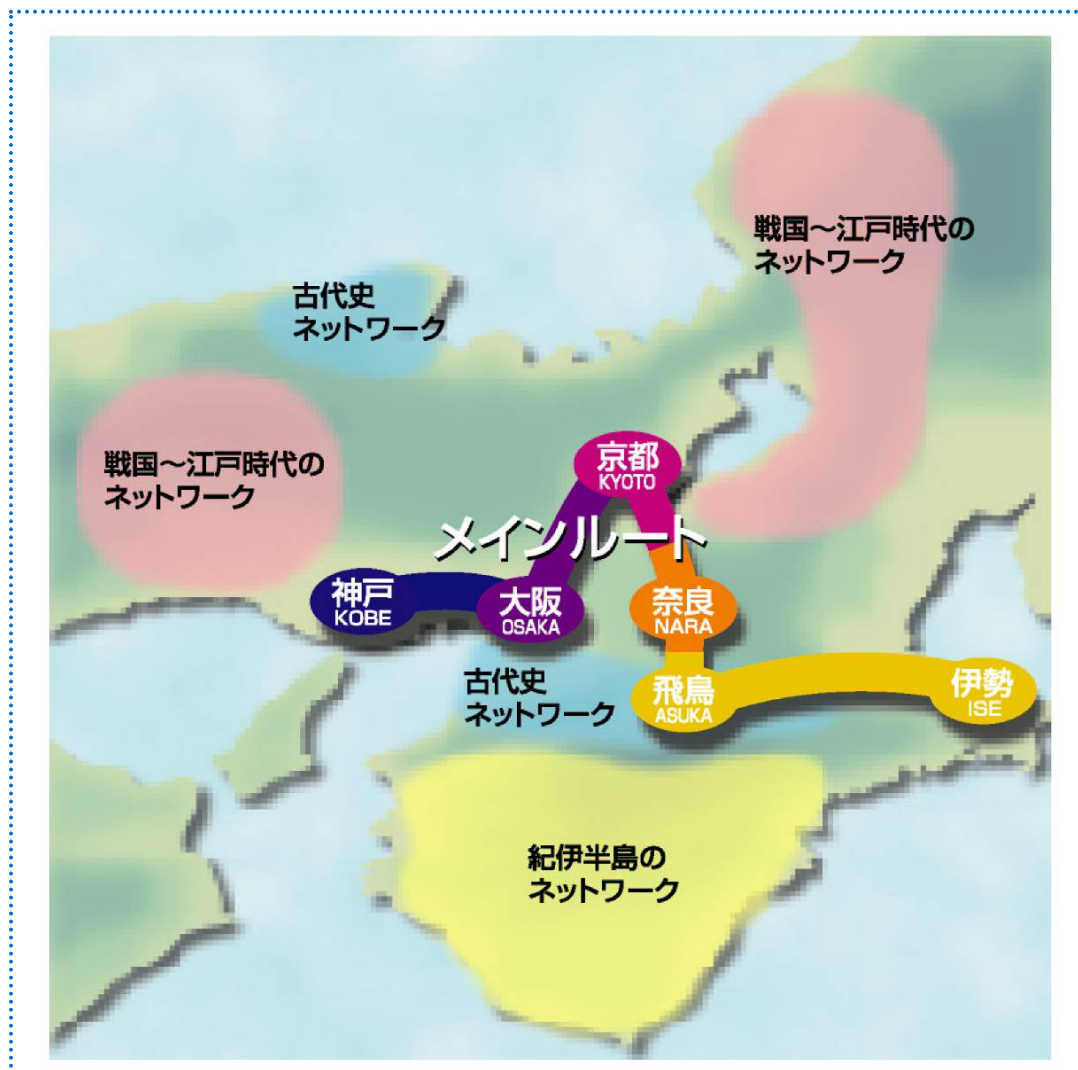 戦国～江戸時代の
ネットワーク
古代史
ネットワーク
戦国～江戸時代の
ネットワーク
京都
KYOTO
メインルート
神戸
KOBE
大阪
OSAKA
奈良
NARA
古代史
ネットワーク
飛鳥
ASUKA
伊勢
ISE
紀伊半島の
ネットワーク